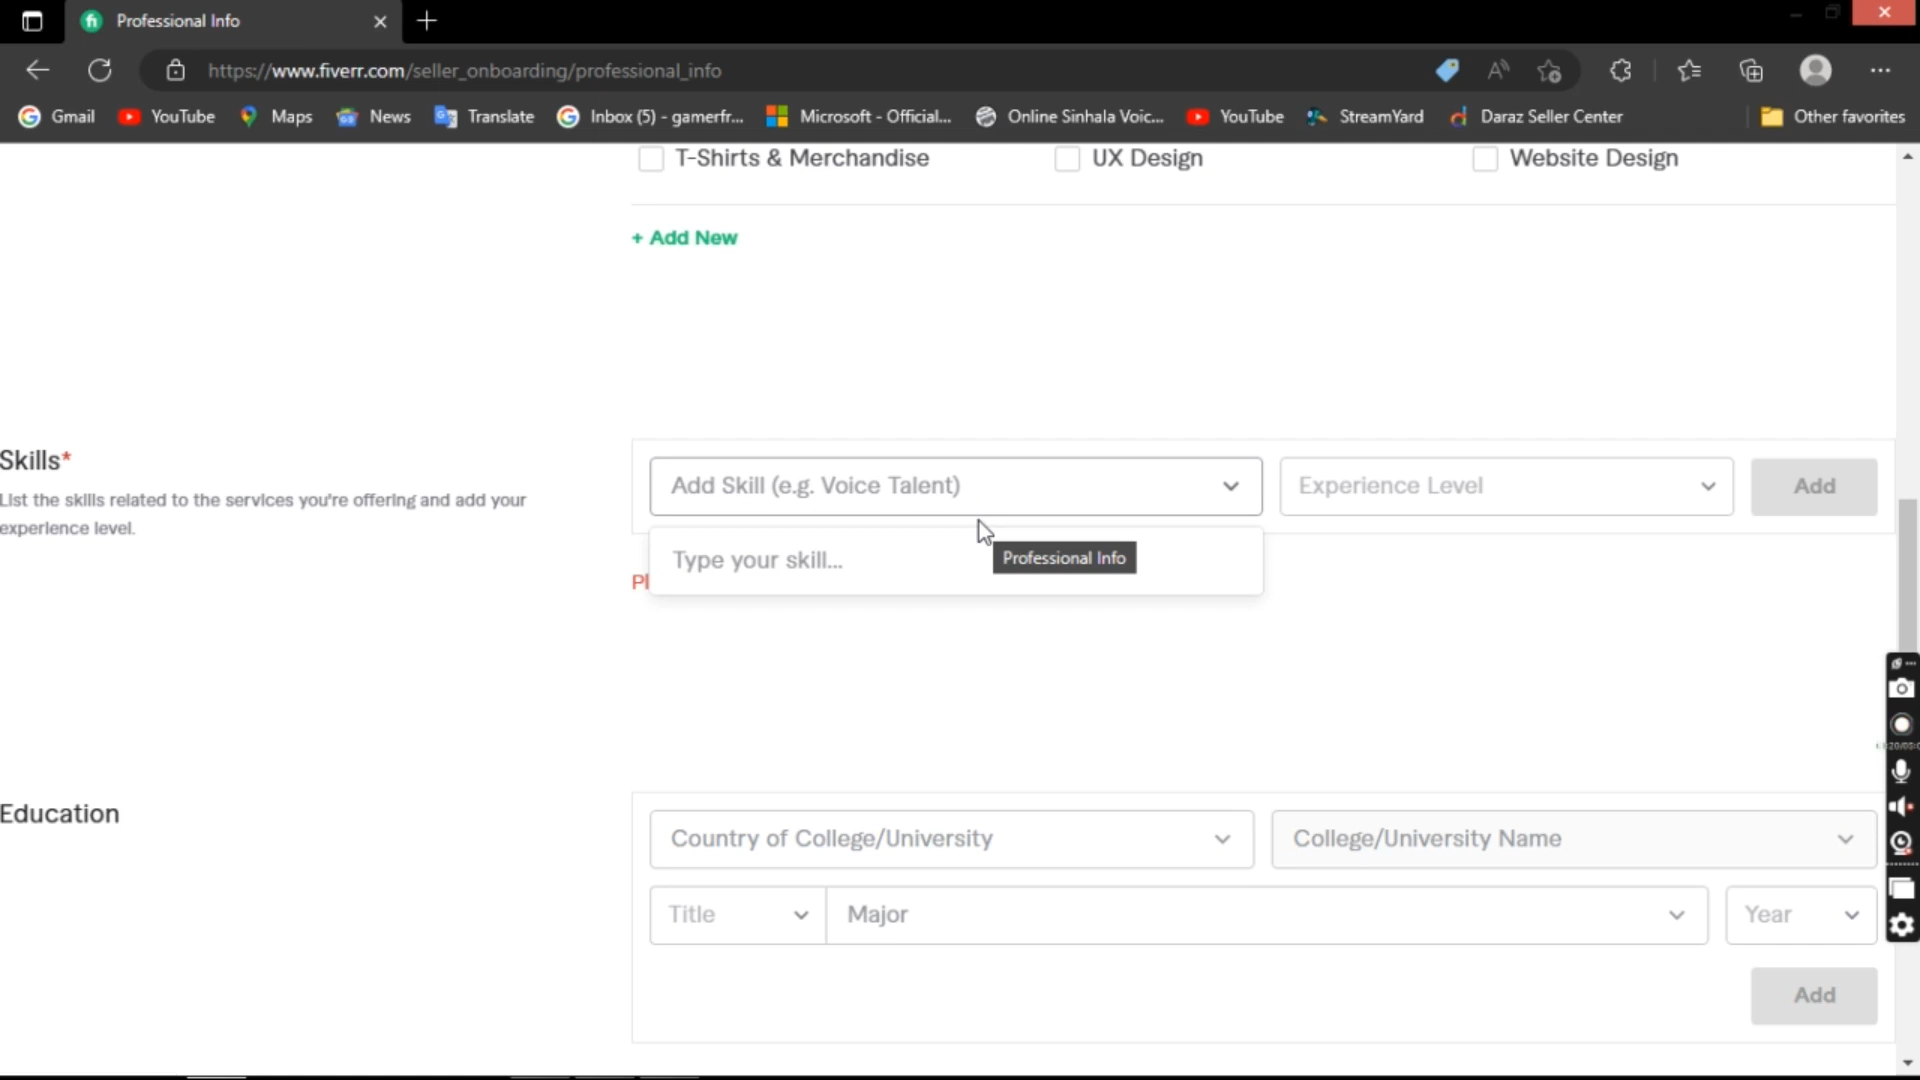 Professional Info
https://www.fiverr.com/seller_onboarding/professional_info
Gmail
YouTube
Maps
News
Translate
Inbox (5) - gamerfr...
Microsoft - Official...
Online Sinhala Voic...
YouTube
StreamYard
Daraz Seller Center
Other favorites
T-Shirts & Merchandise
UX Design
Website Design
+ Add New
Skills*
List the skills related to the services you're offering and add your
experience level.
Add Skill (e.g. Voice Talent)
Experience Level
Add
Type your skill...
Professional Info
Pl
Education
Country of College/University
College/University Name
Title
Major
Year
Add